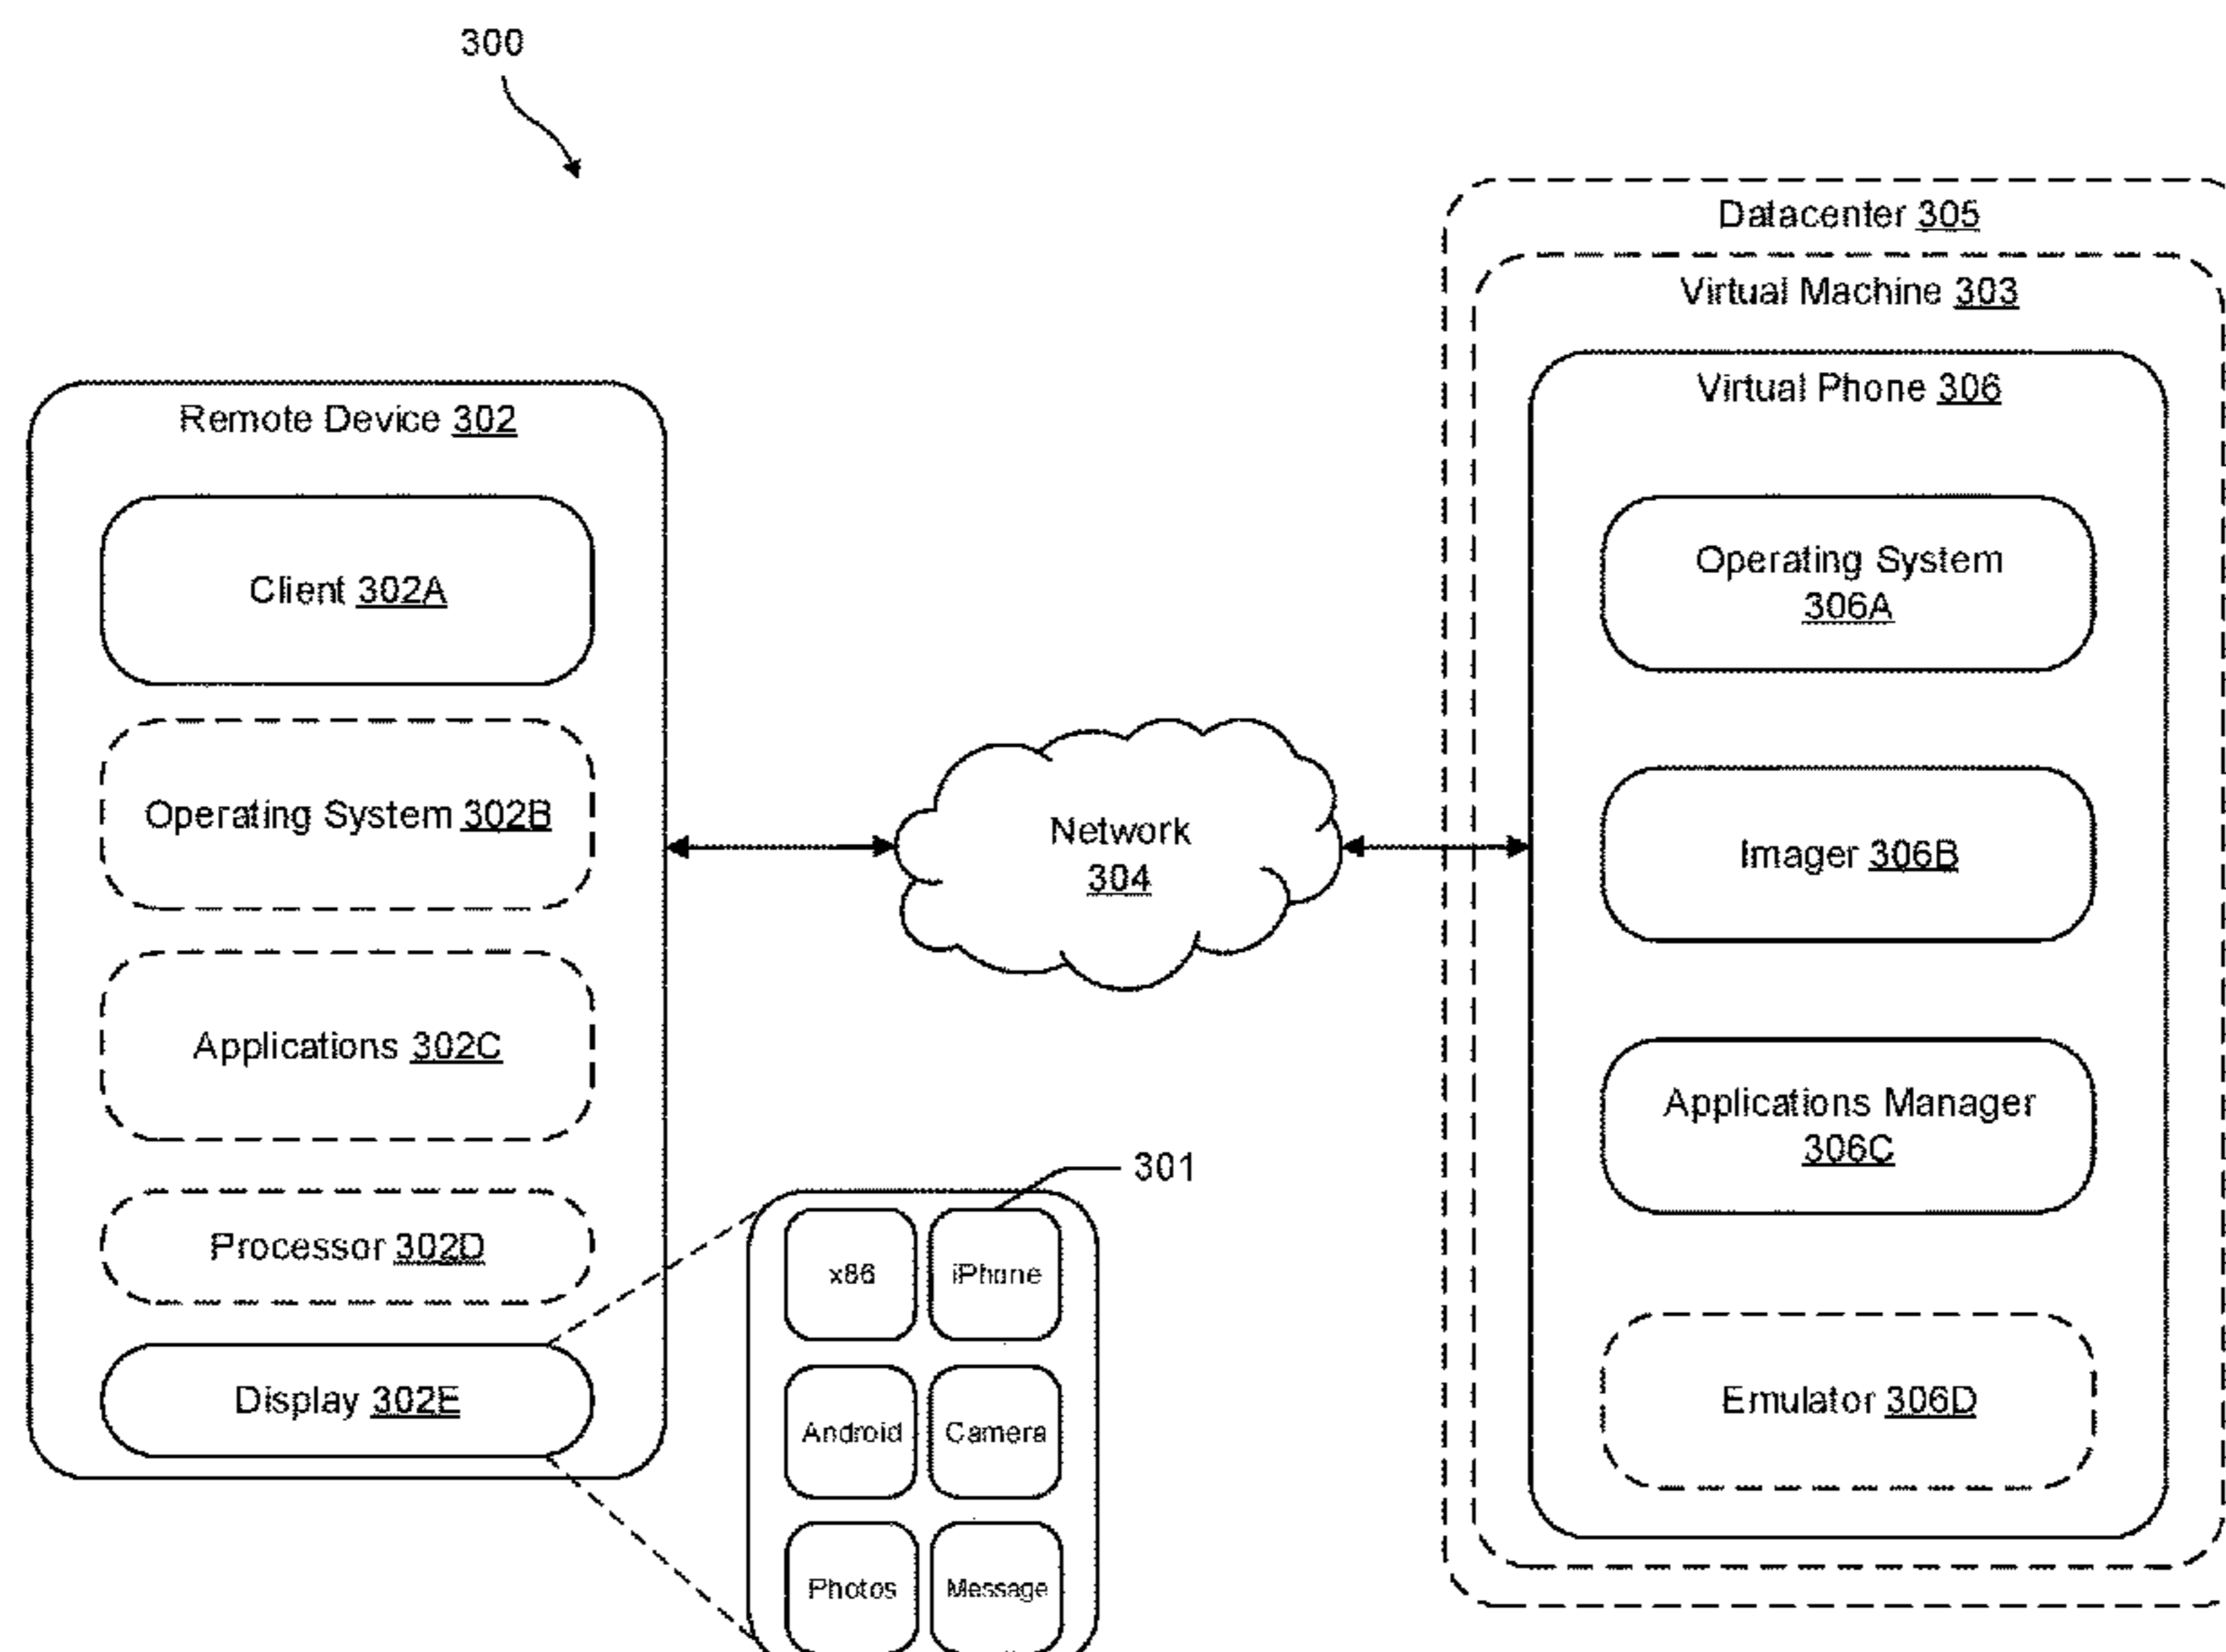 300
Datacenter 305
Virtual Machine 303
Virtual Phone 306
Remote Device 302
Client 302A
Operating System
306A
Operating System 302B
Network
304
Imager 306B
Applications 302C
Applications Manager
306C
301
Processor 302D
x86
iPhone
Display 302E
Android
Camera
Emulator 306D
Photos
Message